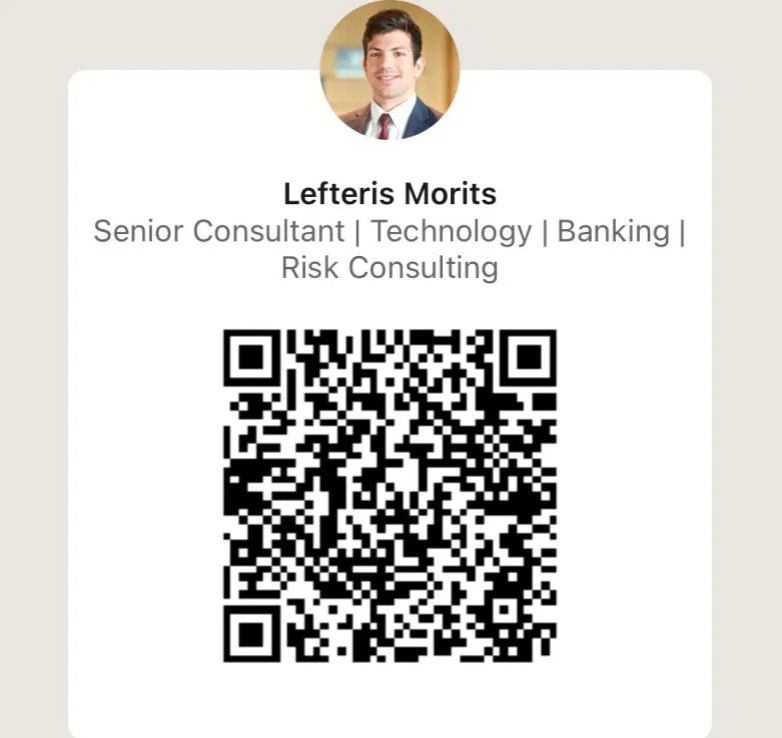 Lefteris Morits
Senior Consultant | Technology | Banking |
Risk Consulting